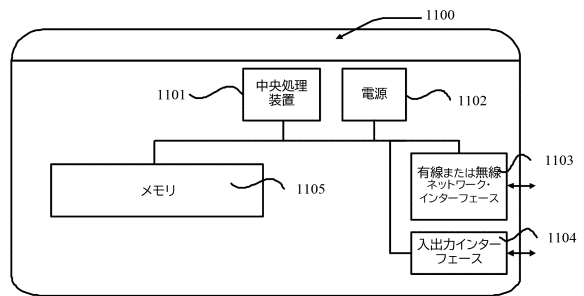 1100
1101
中央処理
装置
電源
1102
有線または無線
ネットワーク・
インターフェース
1103
メモリ
1105
入出力インター
フェース
1104